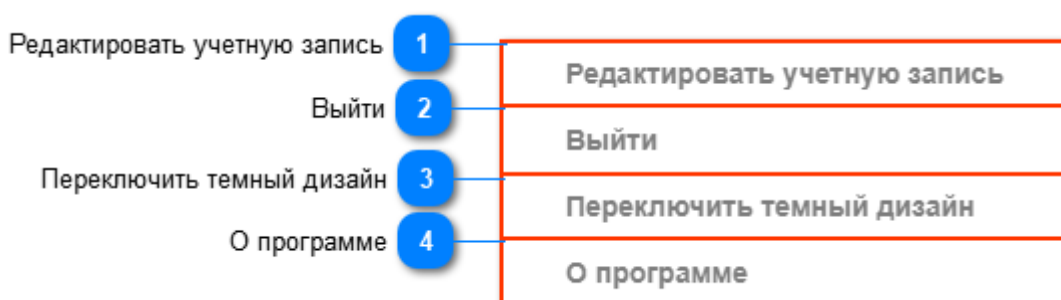 Редактировать учетную запись 1
Редактировать учетную запись
Выйти 2
Выйти
Переключить темный дизайн 3
Переключить темный дизайн
О программе 4
О программе